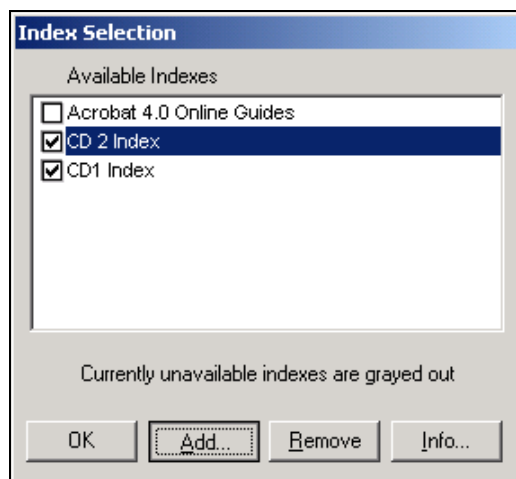 Index Selection
Available Indexes
Acrobat 4.0 Online Guides
CD 2 Index
CD1 Index
Currently unavailable indexes are grayed out
OK Add... Remove Info...